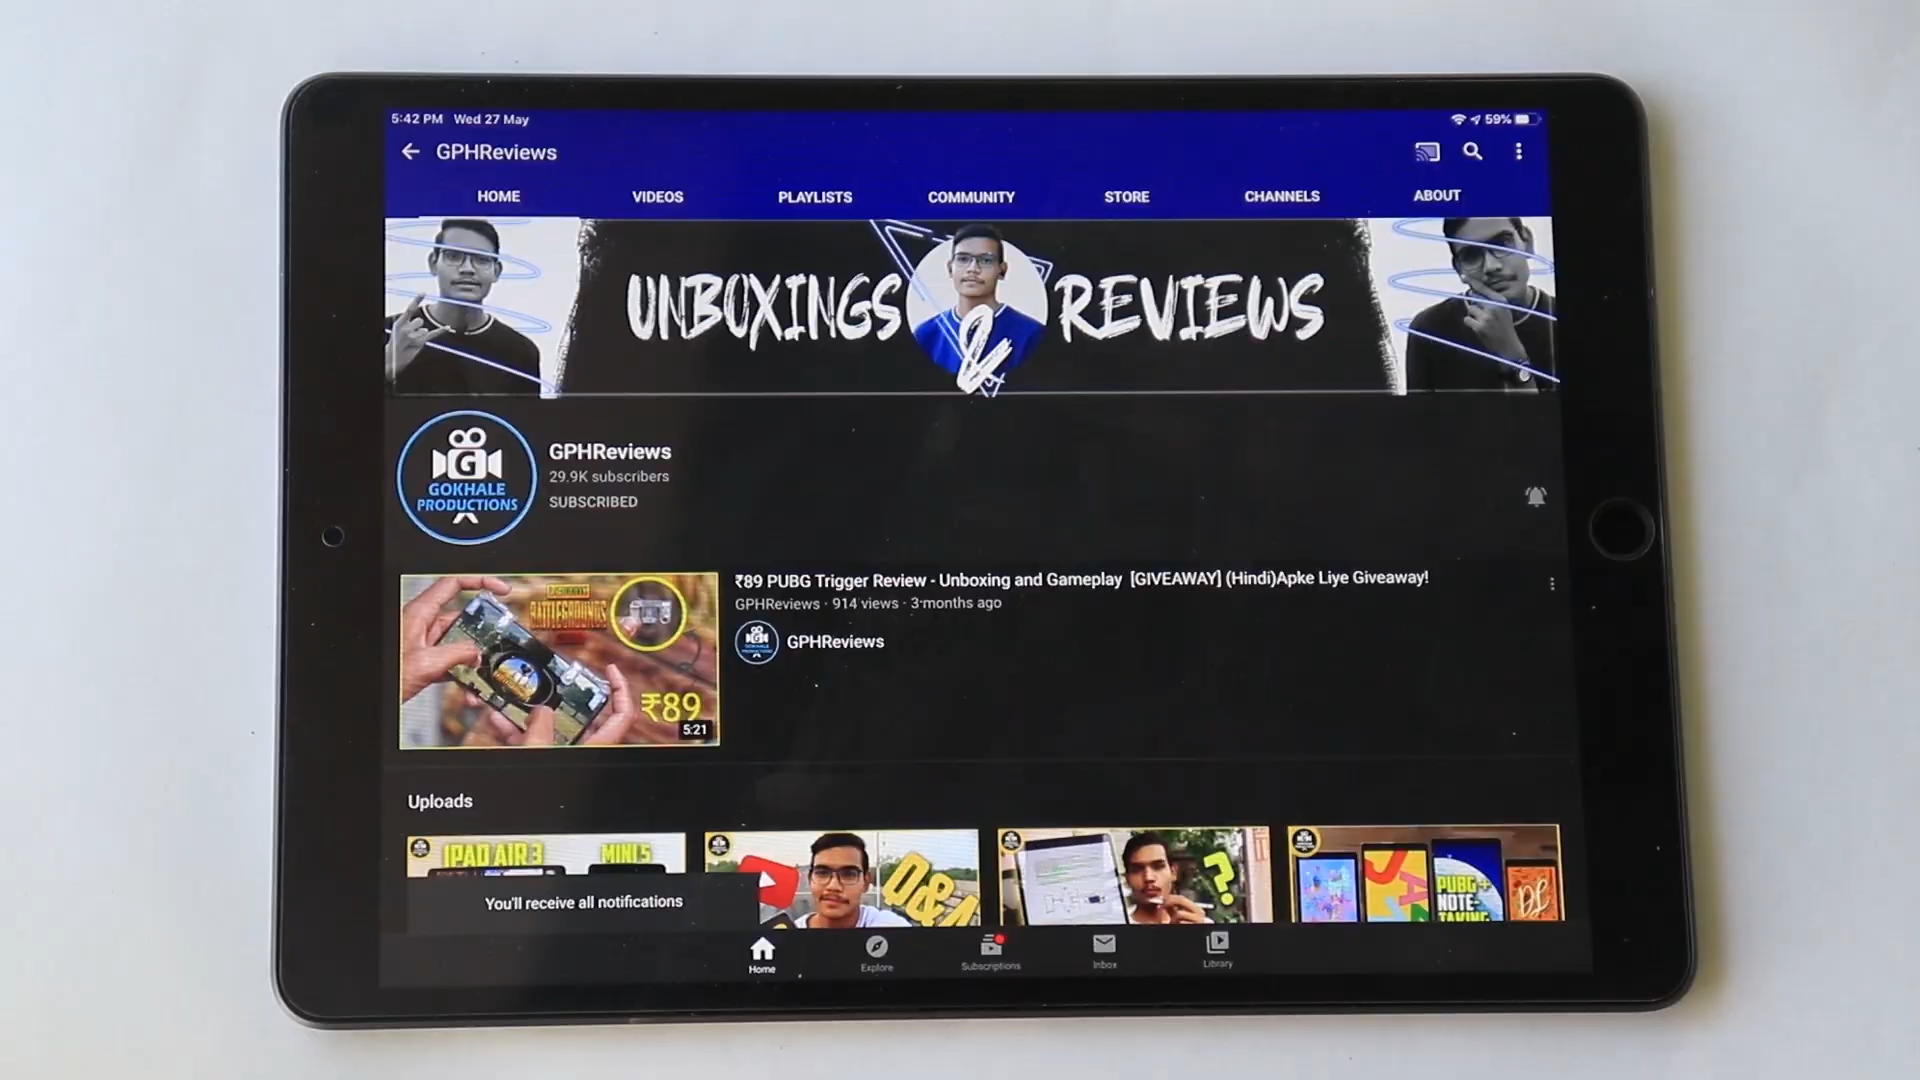 5:42 PM Wed 27 May
59%
GPHReviews
HOME VIDEOS PLAYLISTS COMMUNITY STORE CHANNELS ABOUT
UNBOXINGS & REVIEWS
GPHReviews
29.9K subscribers
SUBSCRIBED
G
GOKHALE
PRODUCTIONS
₹89 PUBG Trigger Review - Unboxing and Gameplay [GIVEAWAY] (Hindi)Apke Liye Giveaway!
GPHReviews · 914 views · 3 months ago
GPHReviews
BATTLEGROUNDS
₹89
5:21
Uploads
IPAD AIR 3 MINI 5
Q&A
?
PUBG +
NOTE-
TAKING
You'll receive all notifications
Home Explore Subscriptions Inbox Library